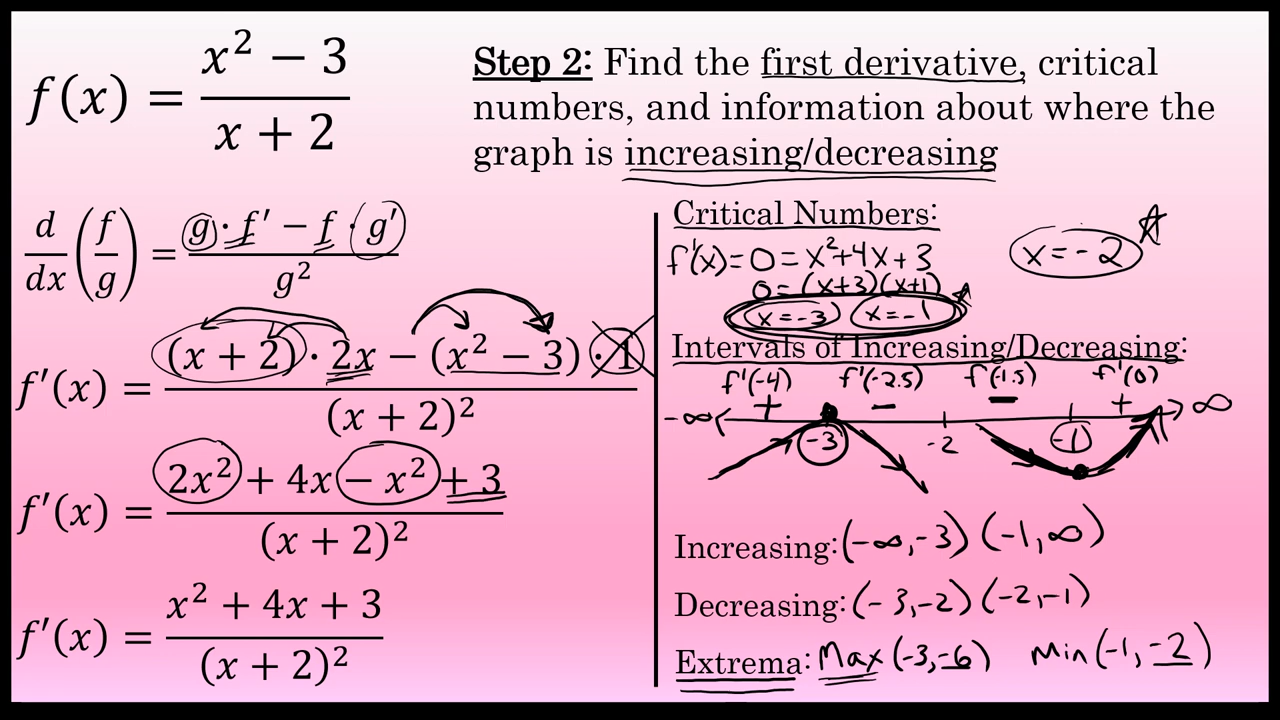 f(x) = (x² − 3)/(x + 2)
Step 2: Find the first derivative, critical
numbers, and information about where the
graph is increasing/decreasing
d/dx (f/g) = (g · f′ − f · g′)/g²
f′(x) = ((x + 2) · 2x − (x² − 3) · 1)/(x + 2)²
f′(x) = (2x² + 4x − x² + 3)/(x + 2)²
f′(x) = (x² + 4x + 3)/(x + 2)²
Critical Numbers:
f'(x) = 0 = x² + 4x + 3
x = -2
0 = (x+3)(x+1)
x = -3 x = -1
Intervals of Increasing/Decreasing:
f'(-4) f'(-2.5) f'(-1.5) f'(0)
+ − − +
-∞ ∞
-3 -2 -1
Increasing: (-∞, -3) (-1, ∞)
Decreasing: (-3, -2) (-2, -1)
Extrema: Max (-3, -6) Min (-1, -2)